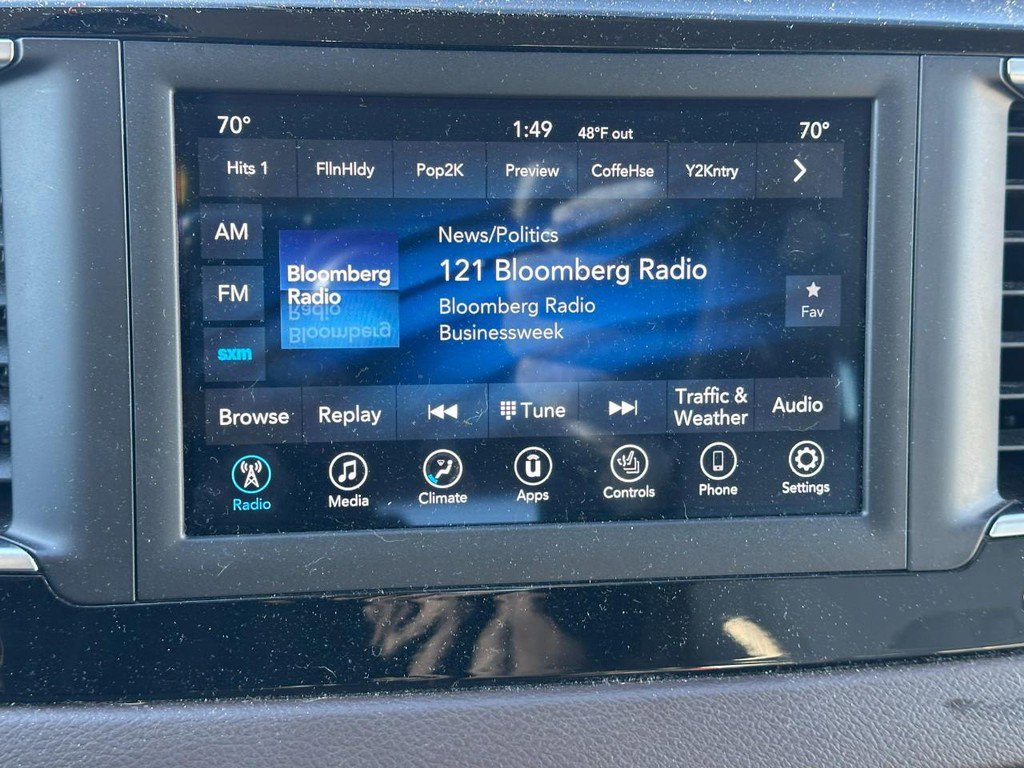 70°
1:49
48°F out
70°
Hits 1
FllnHldy
Pop2K
Preview
CoffeHse
Y2Kntry
AM
FM
sxm
Bloomberg
Radio
News/Politics
121 Bloomberg Radio
Bloomberg Radio
Businessweek
Fav
Browse
Replay
Tune
Traffic &
Weather
Audio
Radio
Media
Climate
Apps
Controls
Phone
Settings